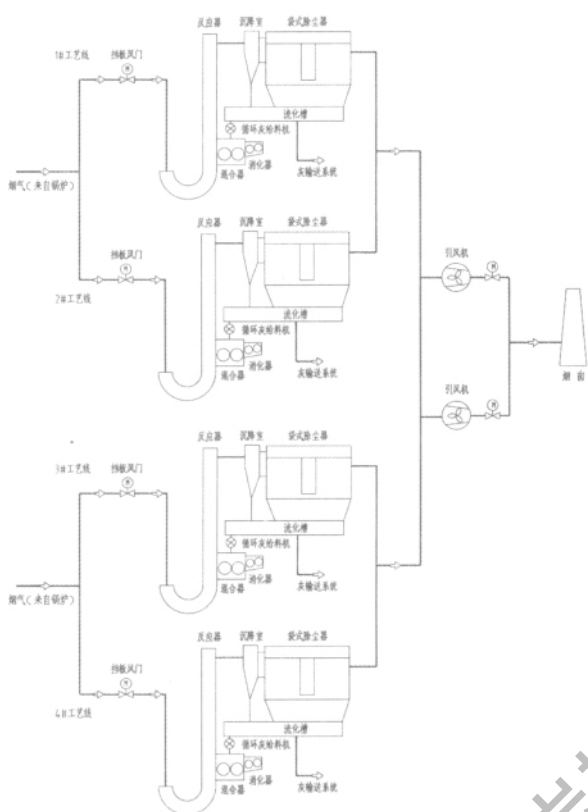 反应器 沉降室 袋式除尘器
1#工艺线 挡板风门
M
流化槽
循环灰给料机
消化器
混合器
灰输送系统
烟气(来自锅炉)
反应器 沉降室 袋式除尘器
挡板风门
M
2#工艺线
流化槽
循环灰给料机
消化器
混合器
灰输送系统
引风机
M
烟囱
引风机
M
反应器 沉降室 袋式除尘器
3#工艺线 挡板风门
M
流化槽
循环灰给料机
消化器
混合器
灰输送系统
烟气(来自锅炉)
反应器 沉降室 袋式除尘器
挡板风门
M
4#工艺线
流化槽
循环灰给料机
消化器
混合器
灰输送系统